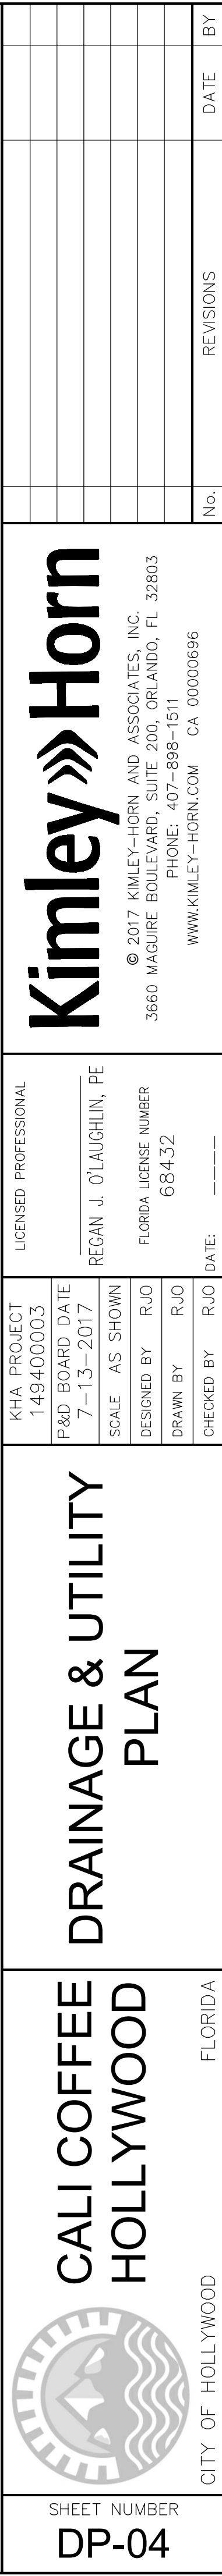 No. REVISIONS DATE BY
Kimley»Horn
© 2017 KIMLEY-HORN AND ASSOCIATES, INC.
3660 MAGUIRE BOULEVARD, SUITE 200, ORLANDO, FL 32803
PHONE: 407-898-1511
WWW.KIMLEY-HORN.COM CA 00000696
LICENSED PROFESSIONAL
REGAN J. O'LAUGHLIN, PE
FLORIDA LICENSE NUMBER
68432
DATE: ____
KHA PROJECT
149400003
P&D BOARD DATE
7-13-2017
SCALE AS SHOWN
DESIGNED BY RJO
DRAWN BY RJO
CHECKED BY RJO
DRAINAGE & UTILITY
PLAN
CALI COFFEE
HOLLYWOOD
CITY OF HOLLYWOOD FLORIDA
SHEET NUMBER
DP-04